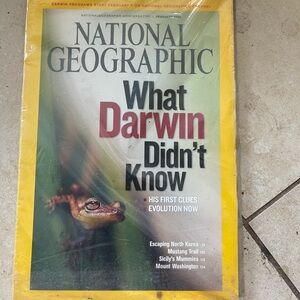 NATIONAL
GEOGRAPHIC
What
Darwin
Didn't
Know
HIS FIRST CLUES
EVOLUTION NOW
Escaping North Korea
Mustang Trail
Sicily's Mummies
Mount Washington